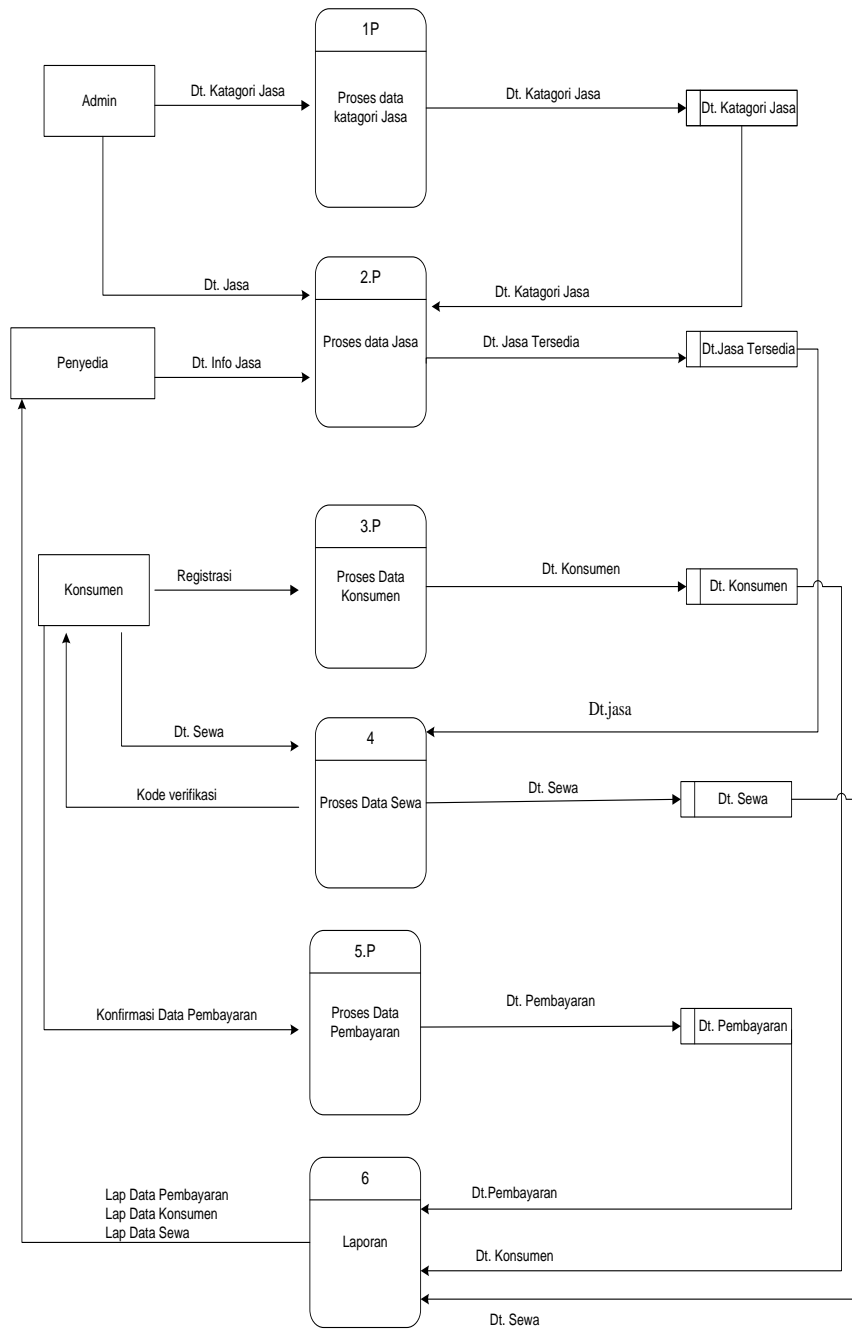 1P
Admin
Dt. Katagori Jasa
Proses data
katagori Jasa
Dt. Katagori Jasa
Dt. Katagori Jasa
Dt. Jasa
2.P
Dt. Katagori Jasa
Penyedia
Dt. Info Jasa
Proses data Jasa
Dt. Jasa Tersedia
Dt.Jasa Tersedia
3.P
Konsumen
Registrasi
Proses Data
Konsumen
Dt. Konsumen
Dt. Konsumen
Dt.jasa
Dt. Sewa
4
Kode verifikasi
Proses Data Sewa
Dt. Sewa
Dt. Sewa
5.P
Konfirmasi Data Pembayaran
Proses Data
Pembayaran
Dt. Pembayaran
Dt. Pembayaran
6
Lap Data Pembayaran
Lap Data Konsumen
Lap Data Sewa
Laporan
Dt.Pembayaran
Dt. Konsumen
Dt. Sewa